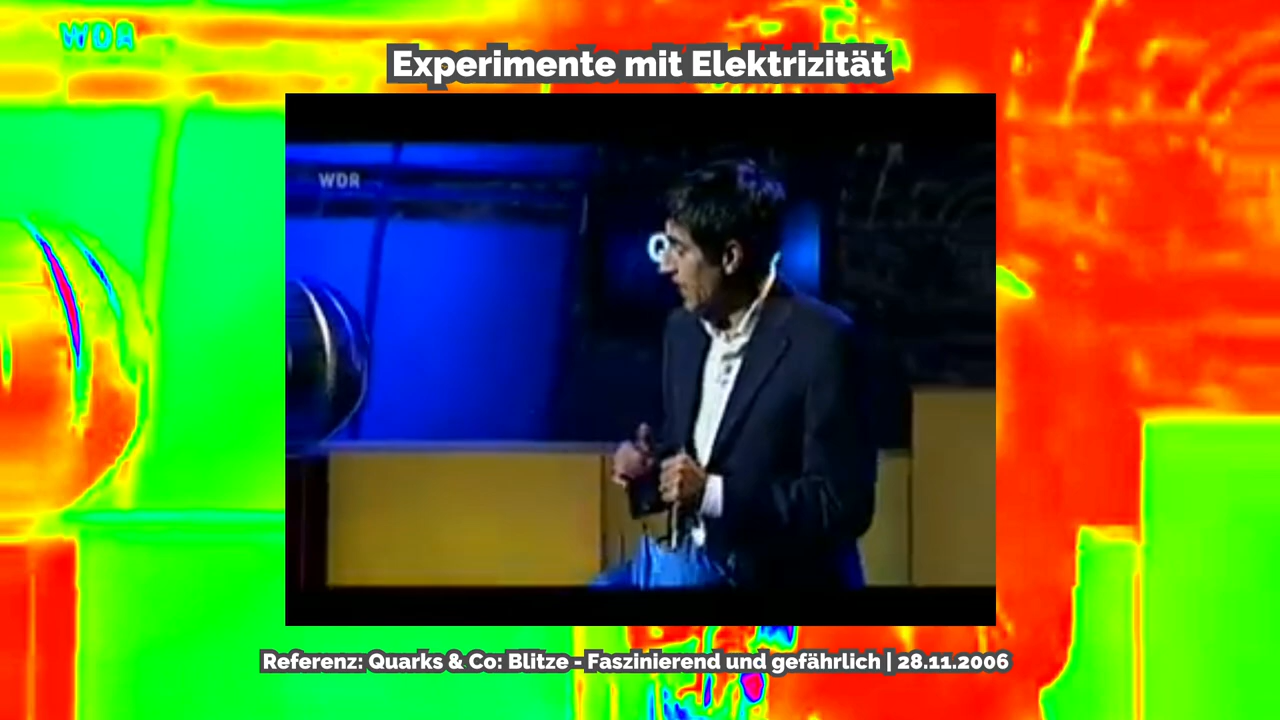 WDR
Experimente mit Elektrizität
WDR
Referenz: Quarks & Co: Blitze - Faszinierend und gefährlich | 28.11.2006